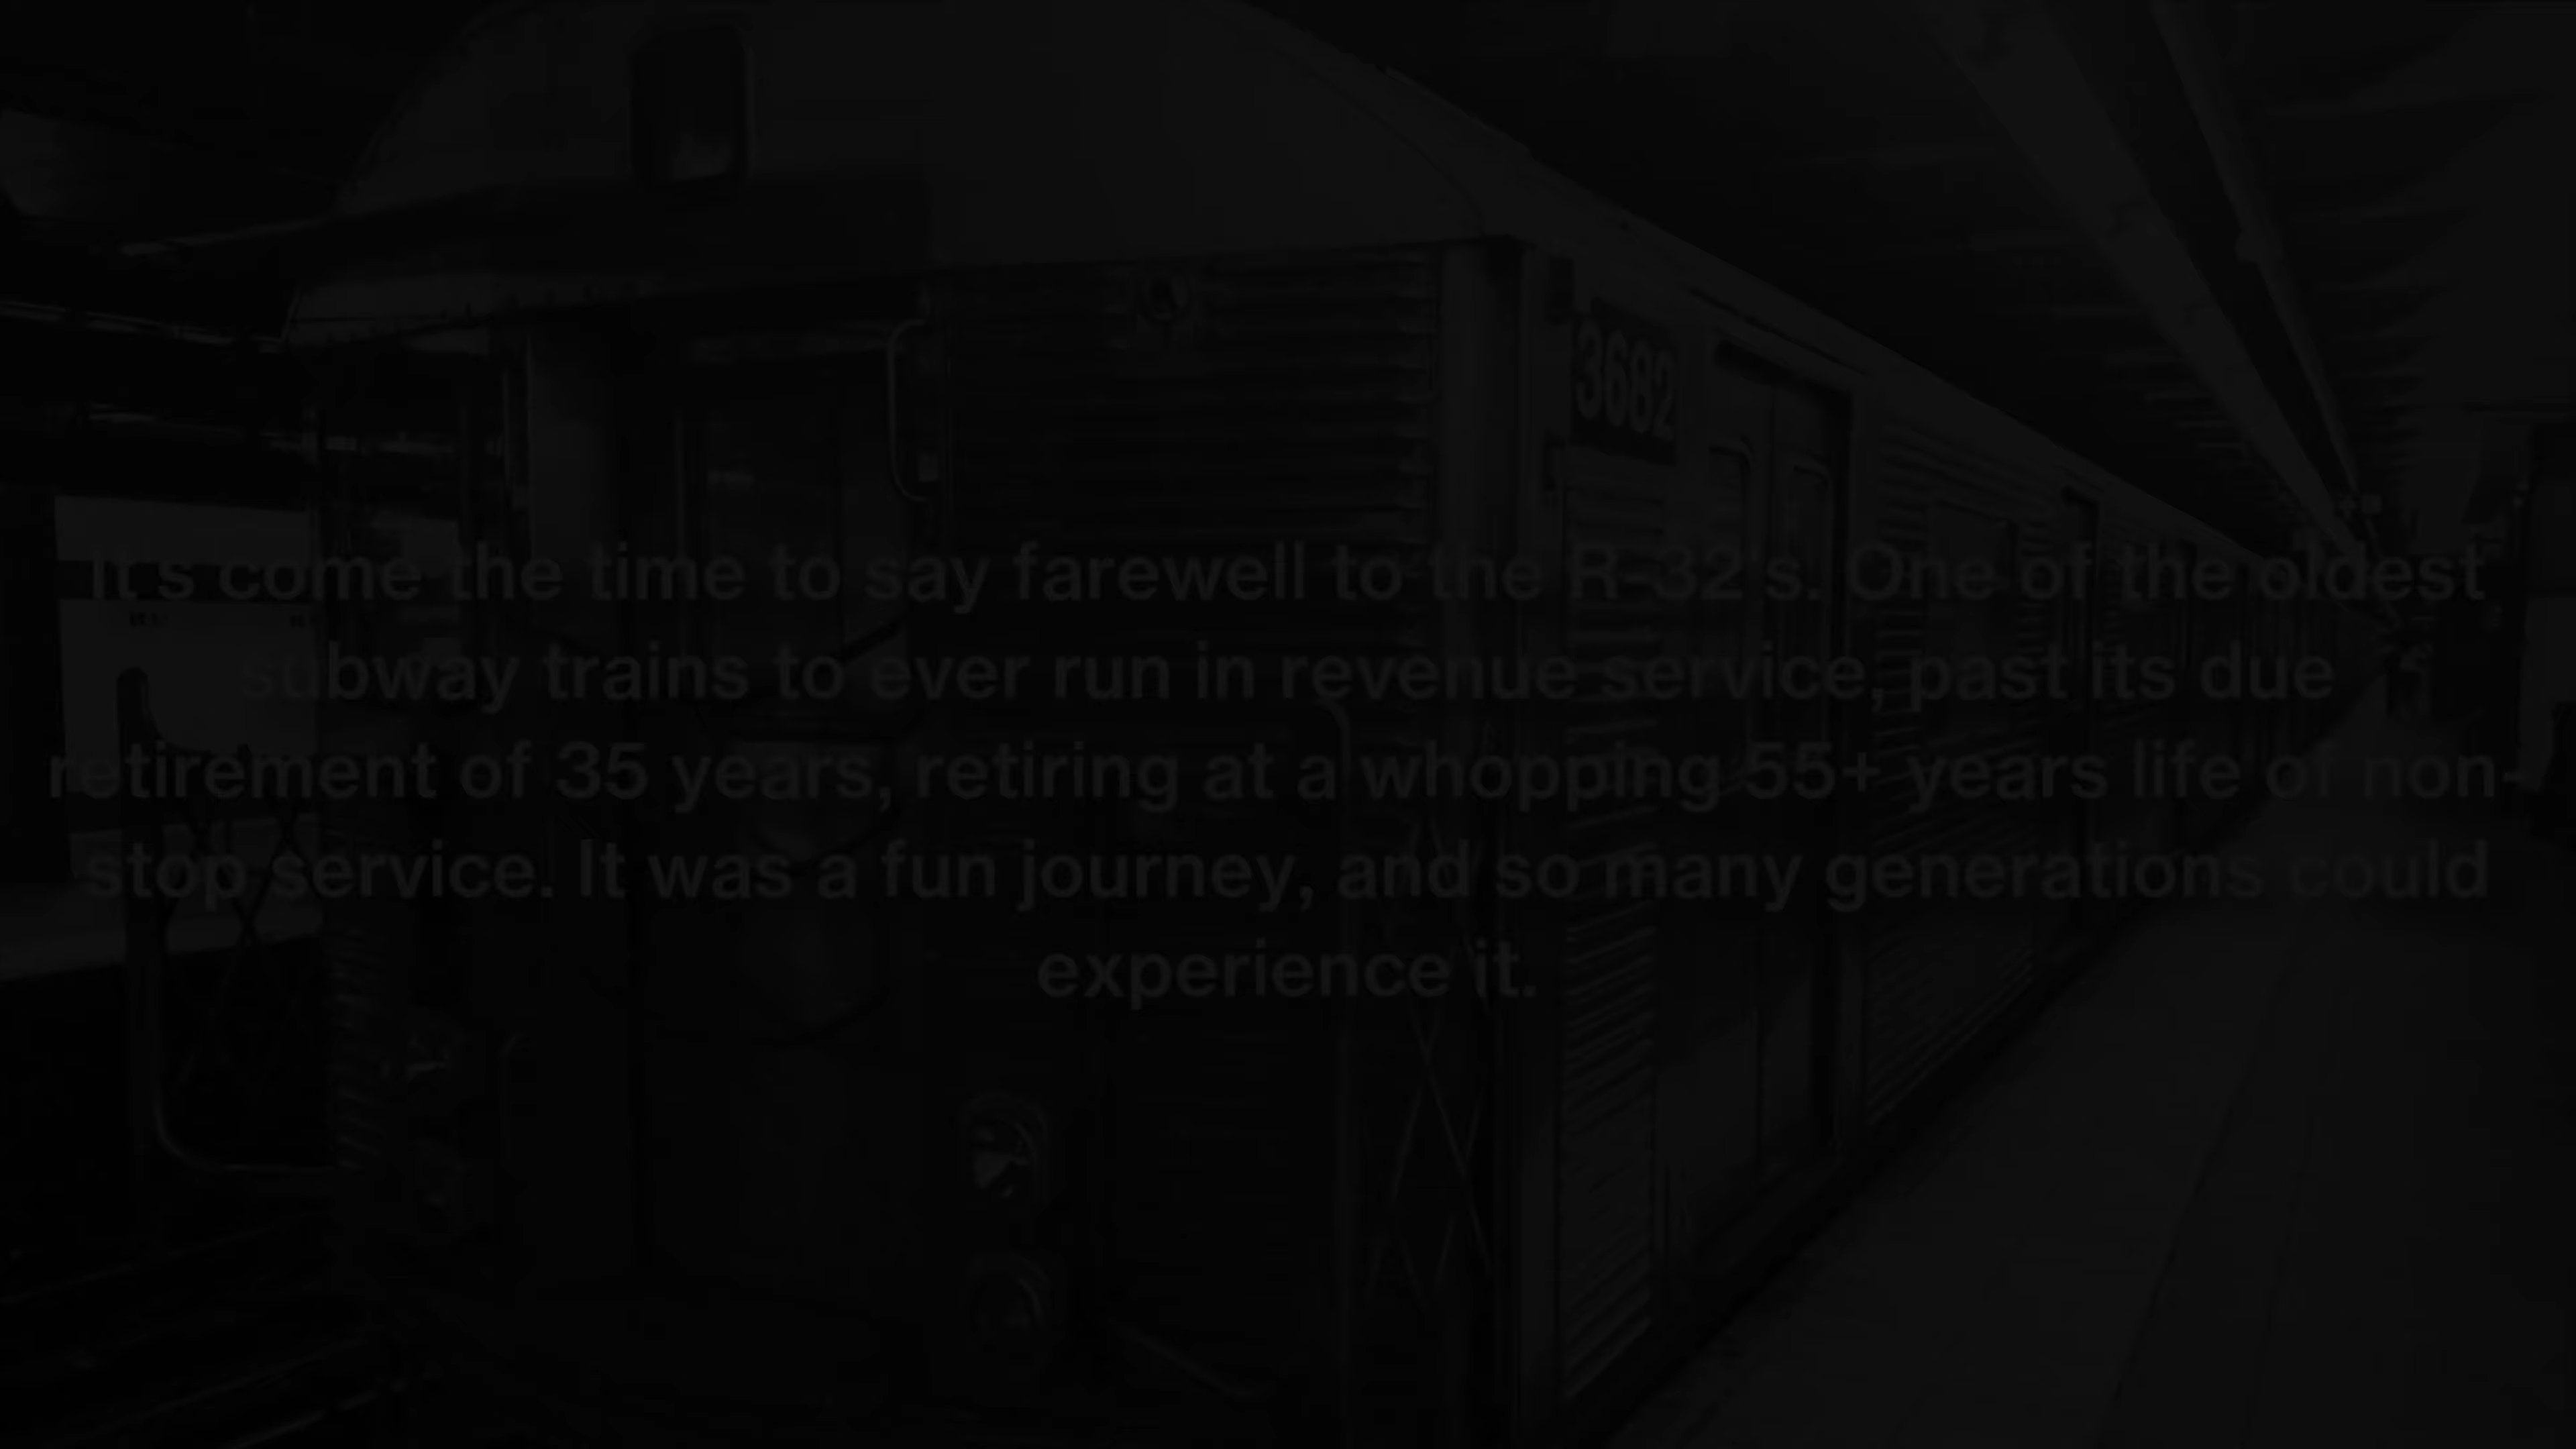 3682
It's come the time to say farewell to the R-32's. One of the oldest
subway trains to ever run in revenue service, past its due
retirement of 35 years, retiring at a whopping 55+ years life of non-
stop service. It was a fun journey, and so many generations could
experience it.